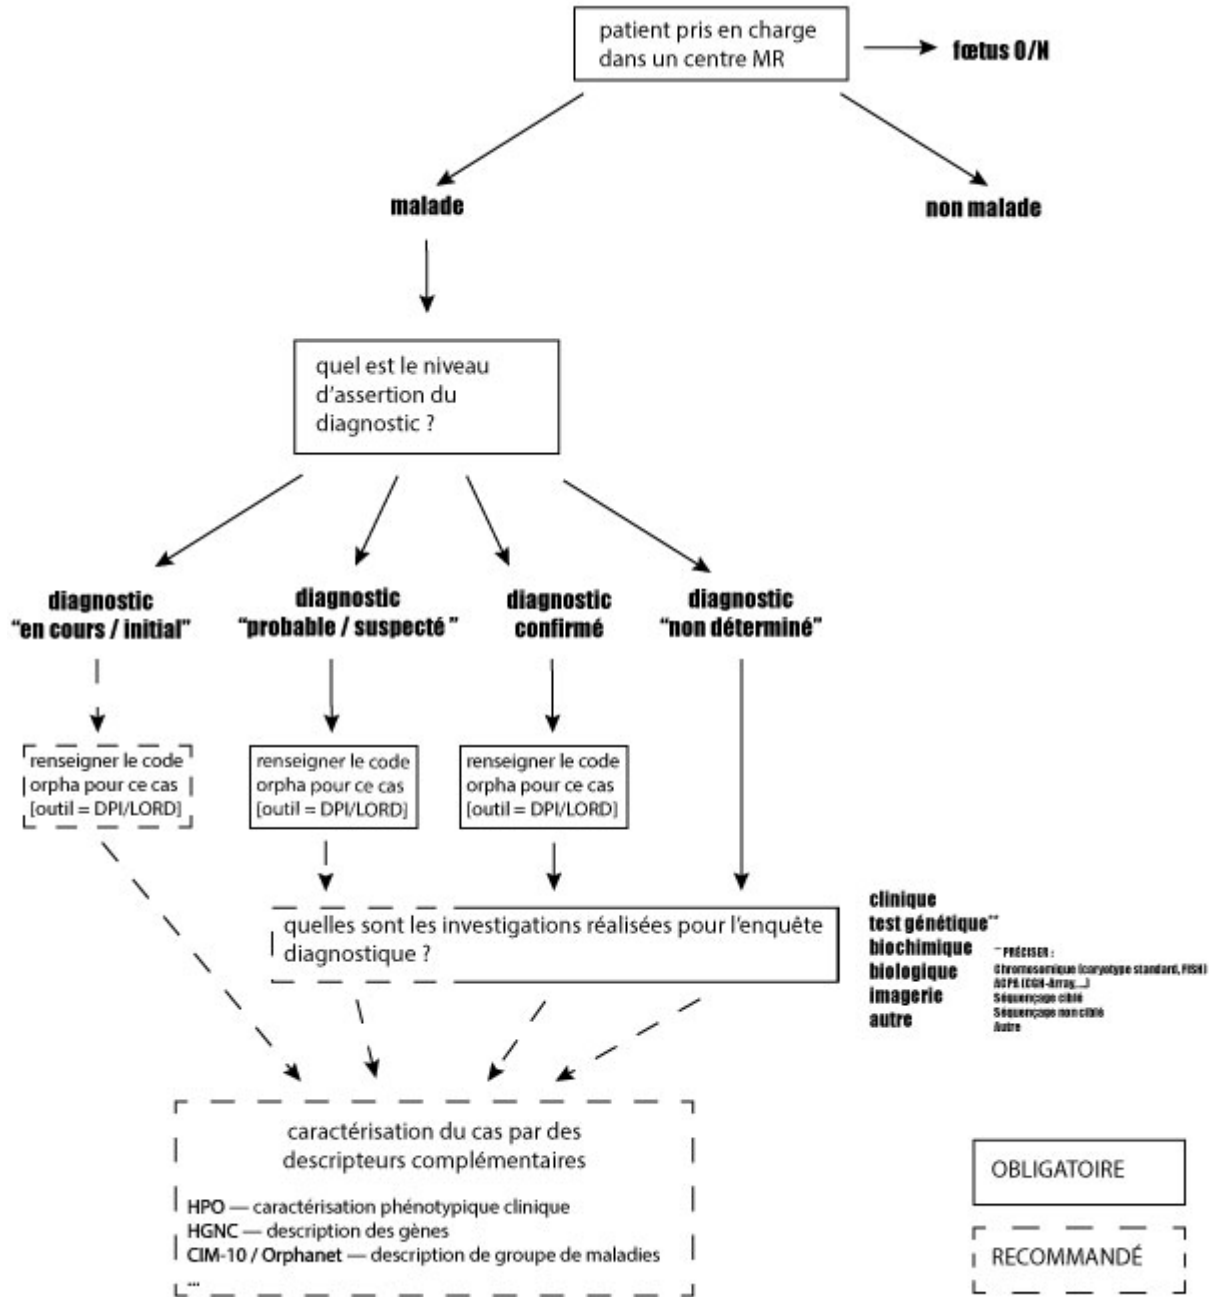 patient pris en charge
dans un centre MR
fœtus O/N
malade
non malade
quel est le niveau
d'assertion du
diagnostic ?
diagnostic
“en cours / initial”
diagnostic
“probable / suspecté ”
diagnostic
confirmé
diagnostic
“non déterminé”
renseigner le code
orpha pour ce cas
[outil = DPI/LORD]
renseigner le code
orpha pour ce cas
[outil = DPI/LORD]
renseigner le code
orpha pour ce cas
[outil = DPI/LORD]
quelles sont les investigations réalisées pour l'enquête
diagnostique ?
clinique
test génétique**
biochimique
biologique
imagerie
autre
** PRÉCISER :
Chromosomique (caryotype standard, FISH)
ACPA (CGH-Array,...)
Séquençage ciblé
Séquençage non ciblé
Autre
caractérisation du cas par des
descripteurs complémentaires
HPO — caractérisation phénotypique clinique
HGNC — description des gènes
CIM-10 / Orphanet — description de groupe de maladies
...
OBLIGATOIRE
RECOMMANDÉ